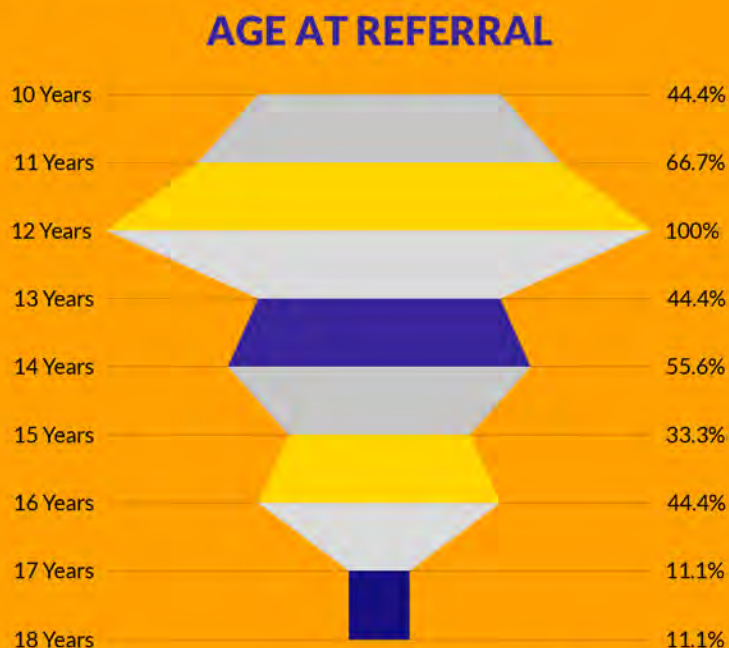 AGE AT REFERRAL
10 Years 44.4%
11 Years 66.7%
12 Years 100%
13 Years 44.4%
14 Years 55.6%
15 Years 33.3%
16 Years 44.4%
17 Years 11.1%
18 Years 11.1%